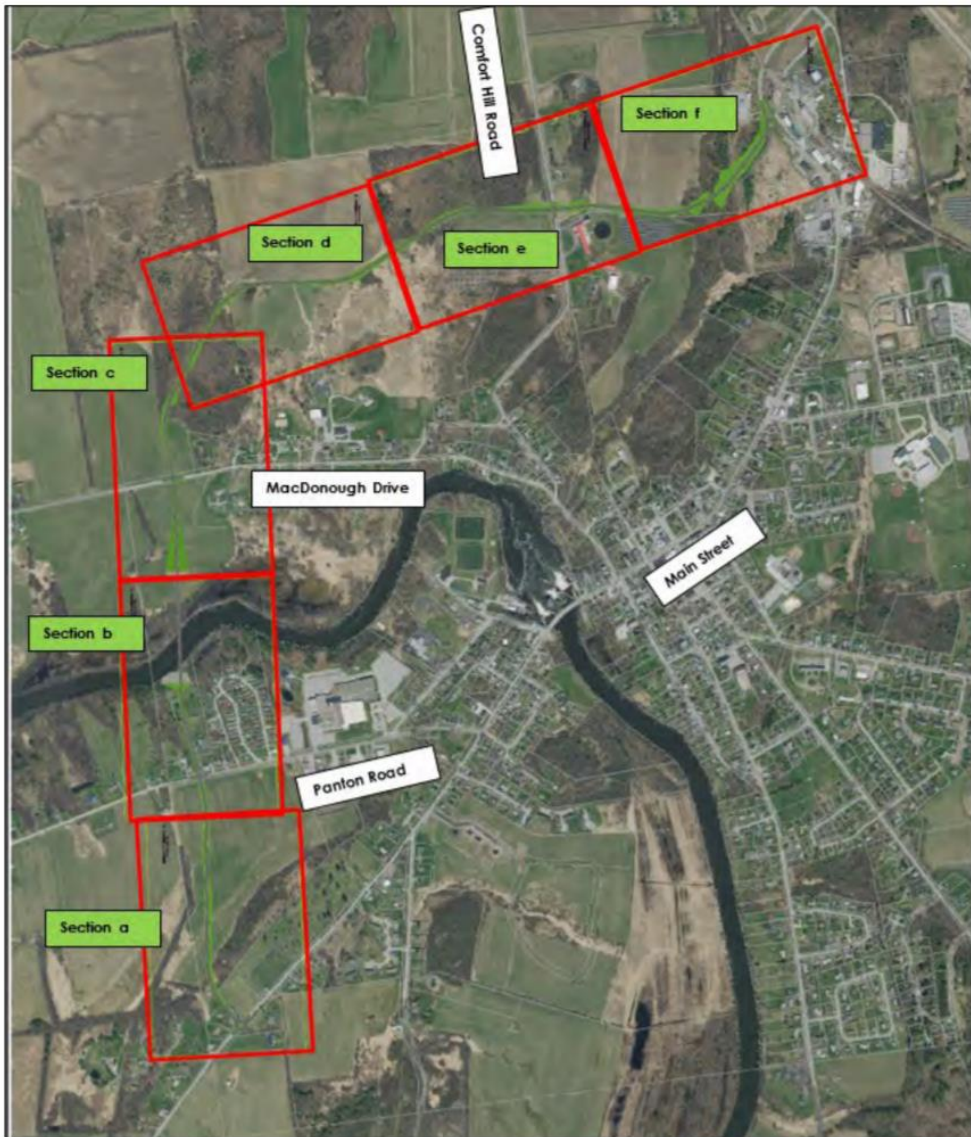 Comfort Hill Road
Section f
Section d
Section e
Section c
MacDonough Drive
Main Street
Section b
Panton Road
Section a